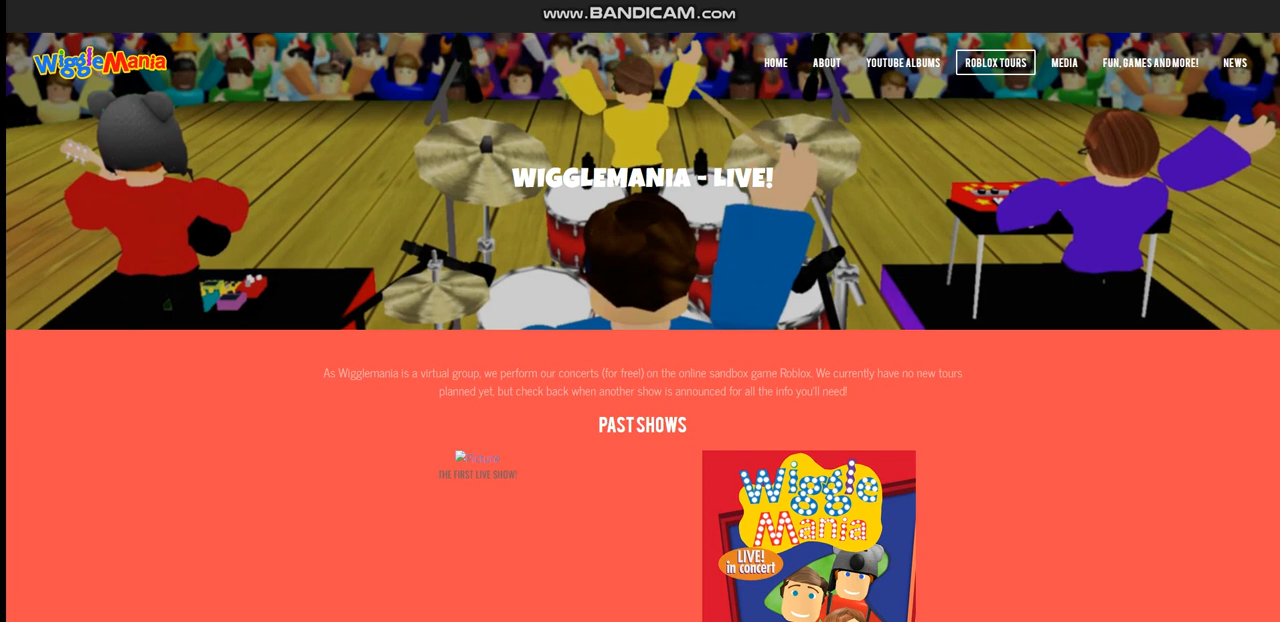 WWW.BANDICAM.COM
WiggleMania
HOME ABOUT YOUTUBE ALBUMS ROBLOX TOURS MEDIA FUN, GAMES AND MORE! NEWS
WIGGLEMANIA - LIVE!
As Wigglemania is a virtual group, we perform our concerts (for free!) on the online sandbox game Roblox. We currently have no new tours
planned yet, but check back when another show is announced for all the info you'll need!
PAST SHOWS
Picture
THE FIRST LIVE SHOW!
Wiggle
Mania
LIVE!
in concert